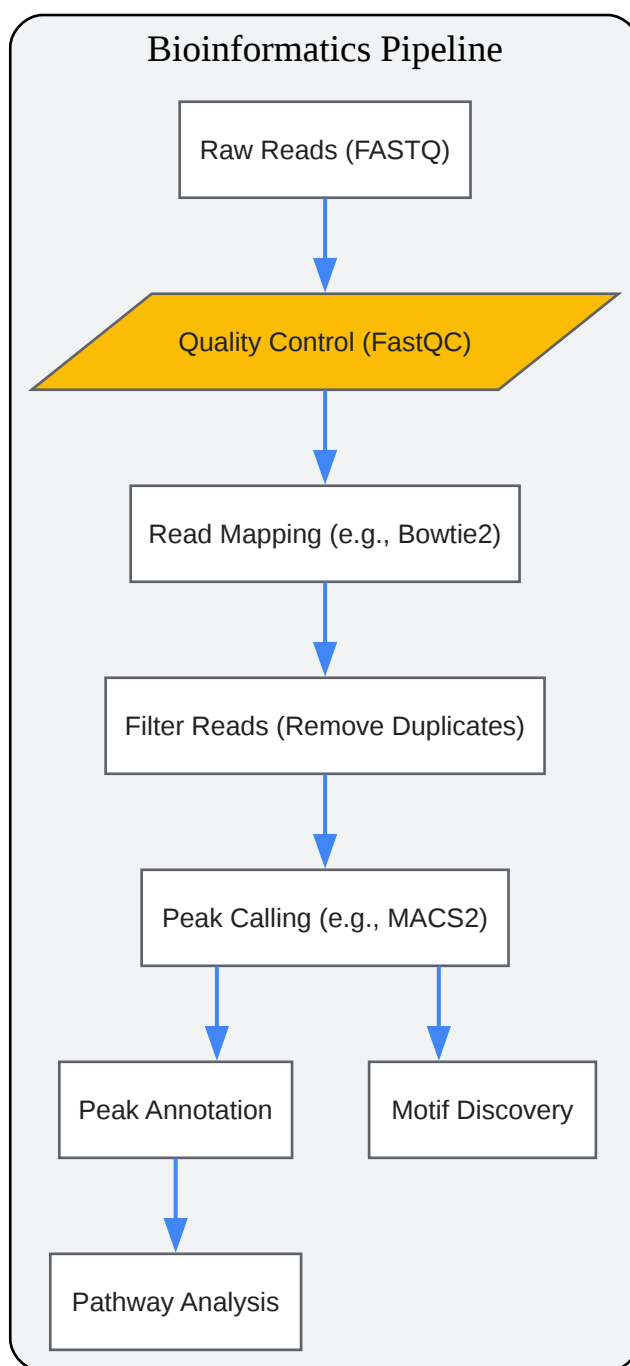 Bioinformatics Pipeline
Raw Reads (FASTQ)
Quality Control (FastQC)
Read Mapping (e.g., Bowtie2)
Filter Reads (Remove Duplicates)
Peak Calling (e.g., MACS2)
Peak Annotation
Motif Discovery
Pathway Analysis